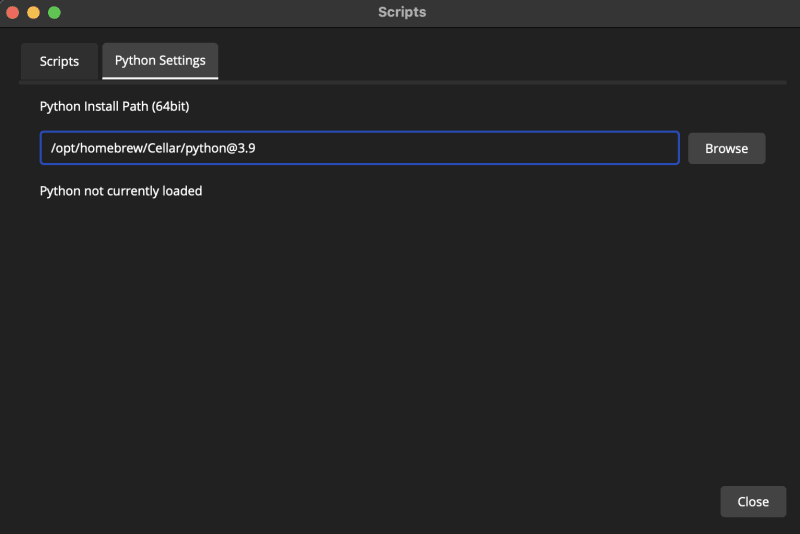 Scripts
Scripts
Python Settings
Python Install Path (64bit)
/opt/homebrew/Cellar/python@3.9
Browse
Python not currently loaded
Close